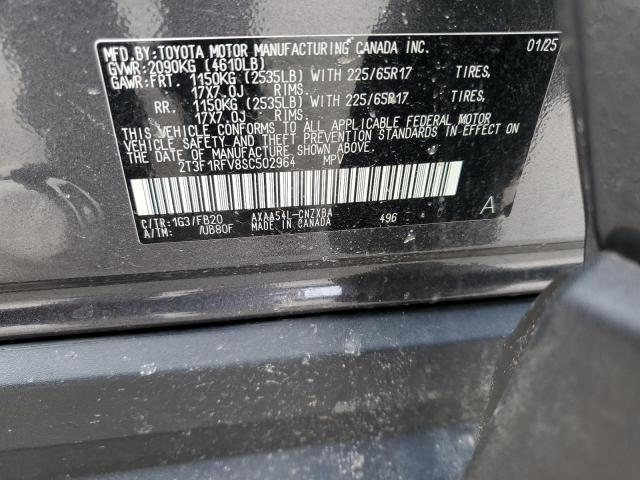 MFD.BY:TOYOTA MOTOR MANUFACTURING CANADA INC. 01/25
GVWR:2090KG (4610LB)
GAWR:FRT. 1150KG (2535LB) WITH 225/65R17 TIRES,
17X7.0J RIMS.
RR. 1150KG (2535LB) WITH 225/65R17 TIRES,
17X7.0J RIMS.
THIS VEHICLE CONFORMS TO ALL APPLICABLE FEDERAL MOTOR
VEHICLE SAFETY AND THEFT PREVENTION STANDARDS IN EFFECT
ON THE DATE OF MANUFACTURE SHOWN ABOVE.
2T3F1RFV8SC502964 MPV
C/TR:1G3/FB20 AXAA54L-CNZXBA 496 A
A/TM: /UB80F MADE IN CANADA